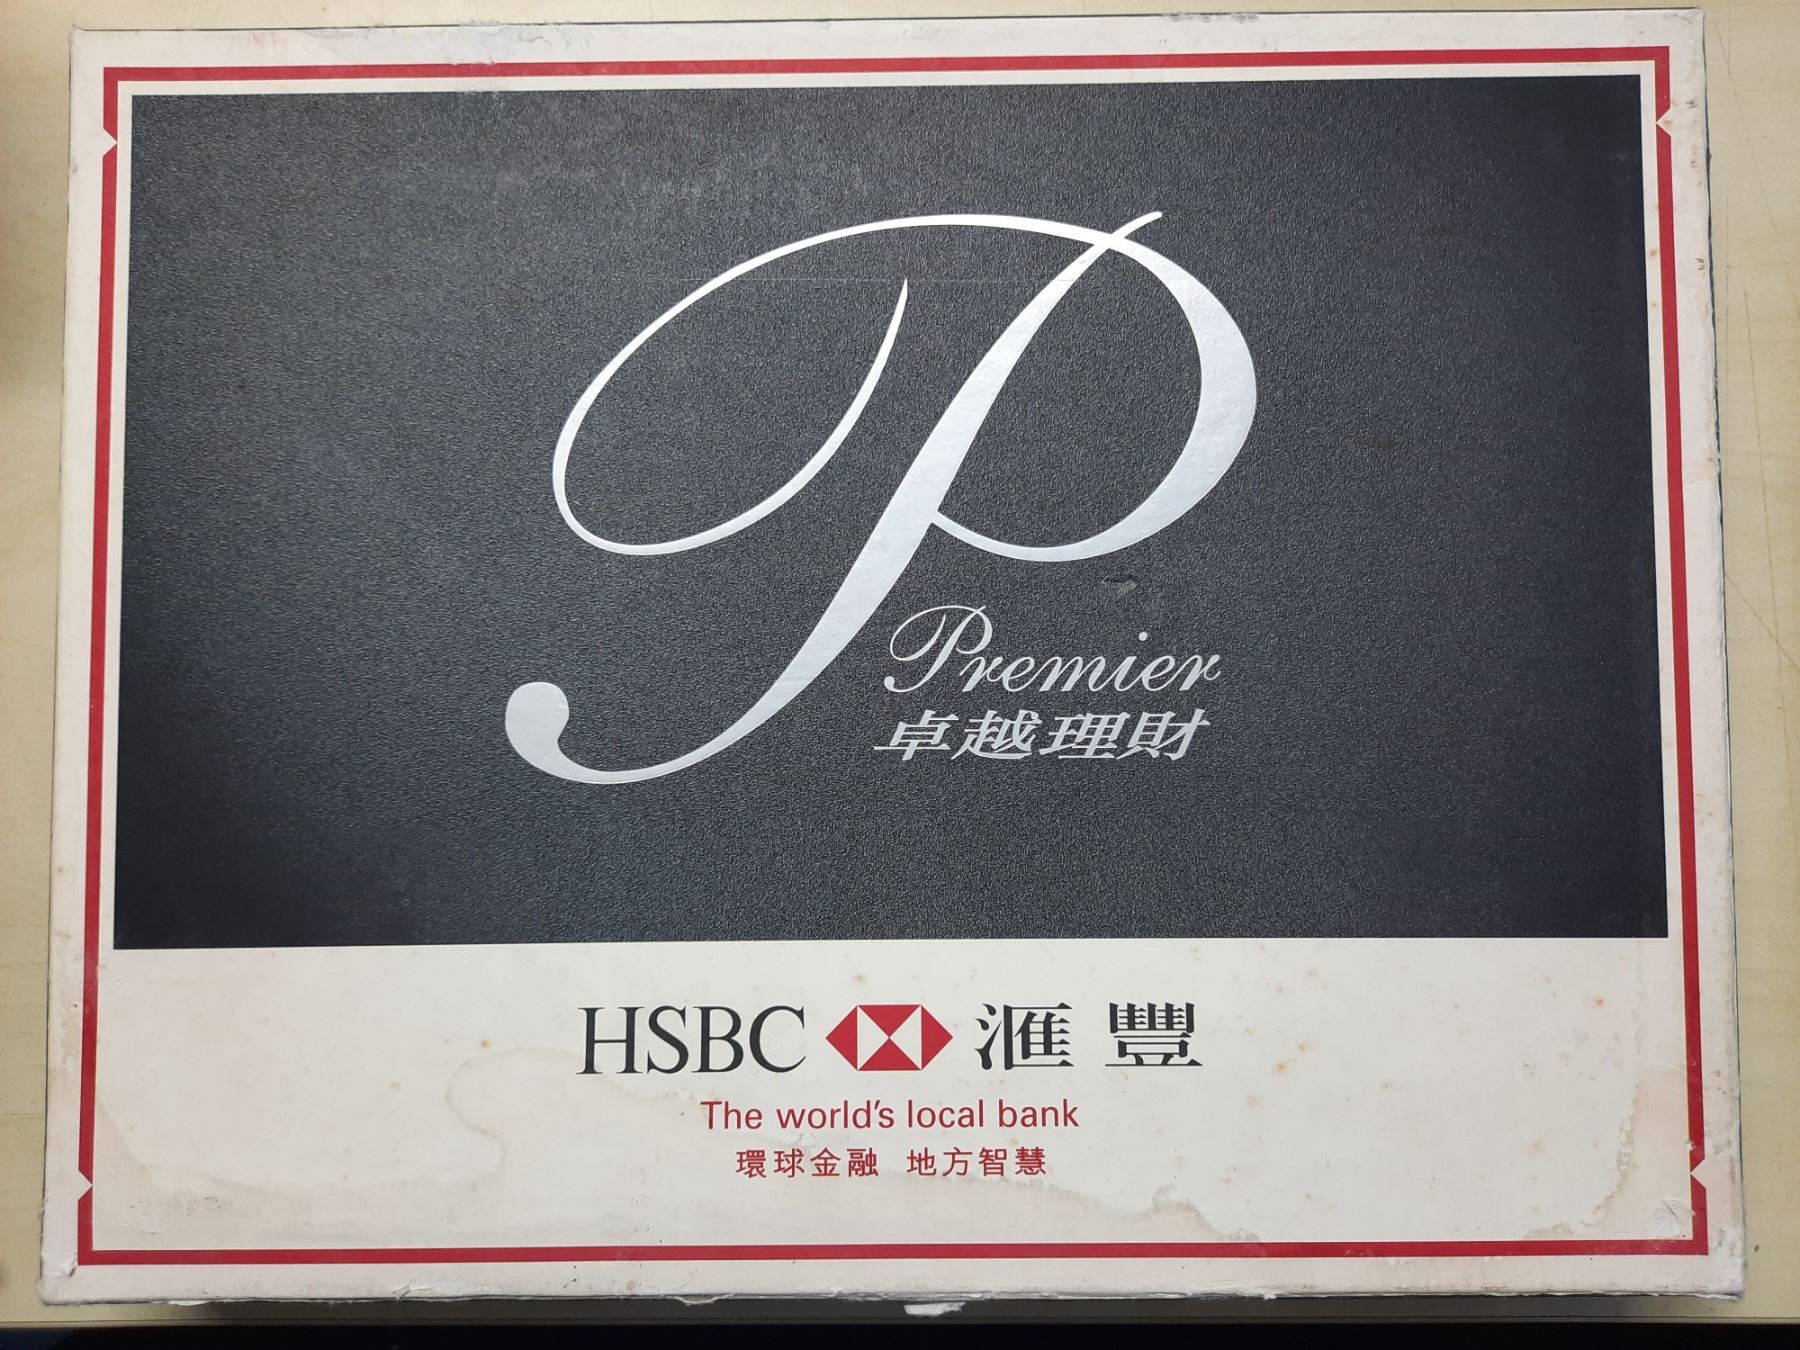 P
Premier
卓越理財
HSBC 滙豐
The world's local bank
環球金融 地方智慧